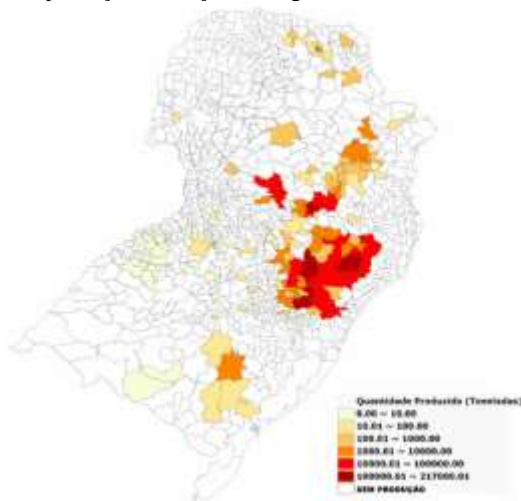 Quantidade Produzida (Toneladas)
0.00 ~ 10.00
10.01 ~ 100.00
100.01 ~ 1000.00
1000.01 ~ 10000.00
10000.01 ~ 100000.00
100000.01 ~ 217000.01
SEM PRODUÇÃO